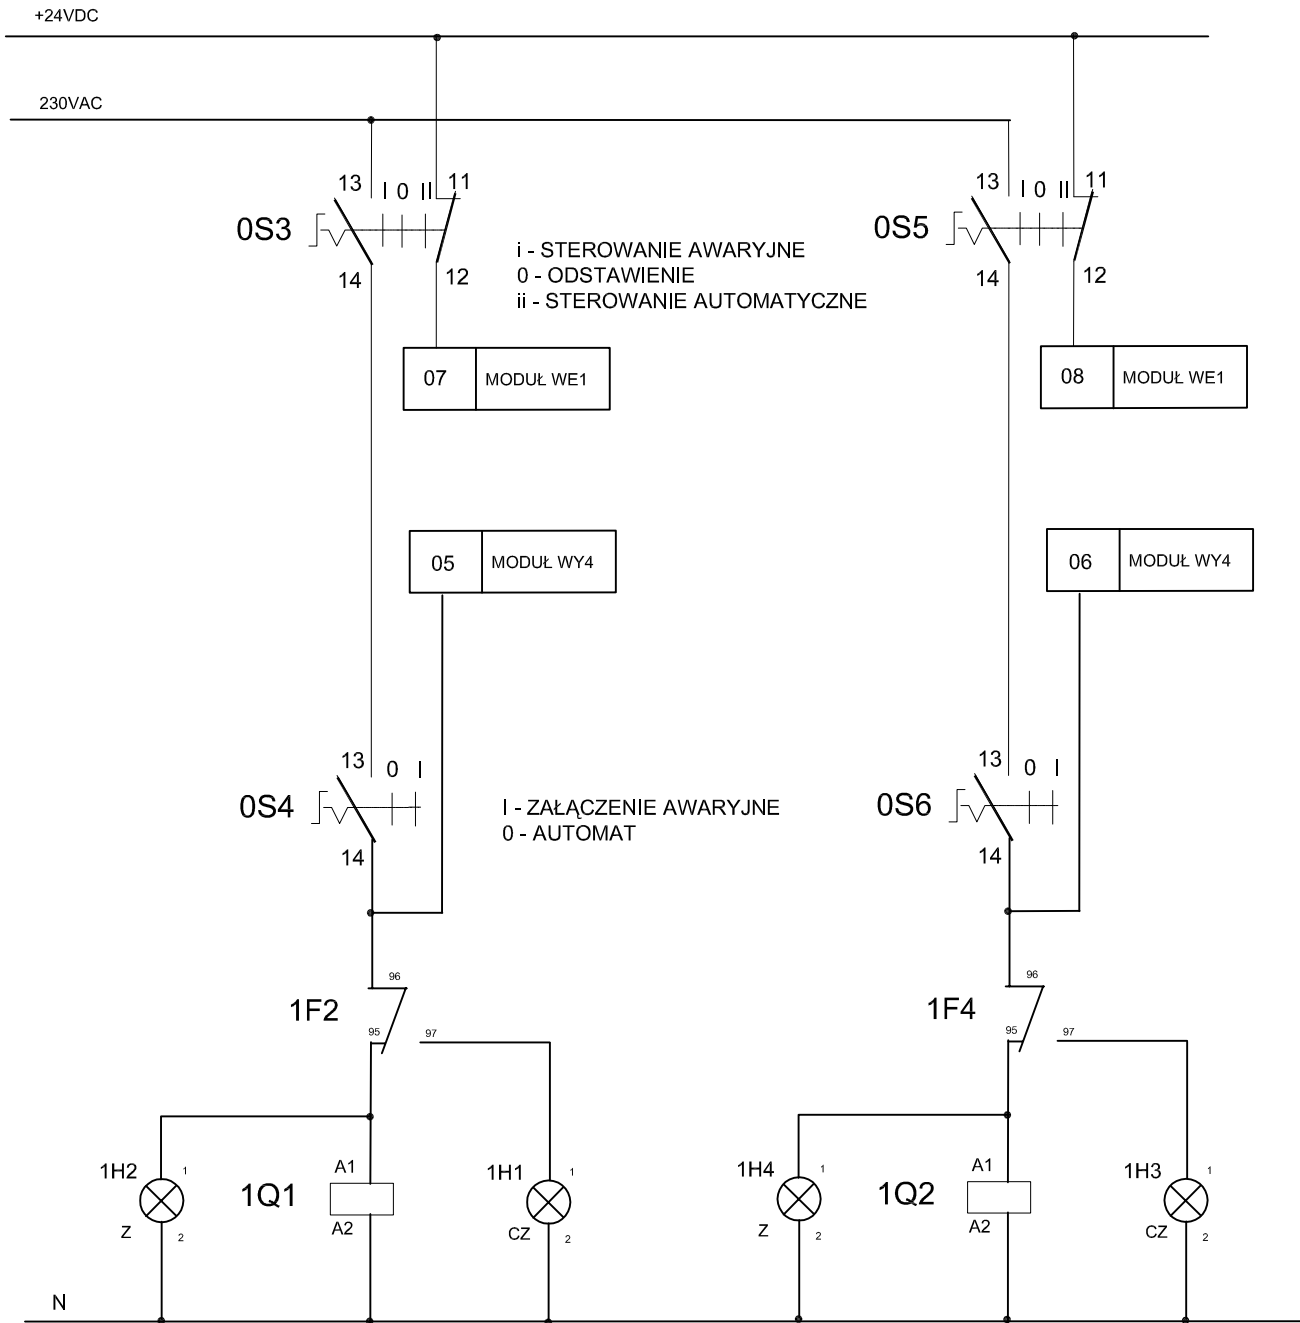 +24VDC
230VAC
13 I 0 II 11
0S3
14 12
i - STEROWANIE AWARYJNE
0 - ODSTAWIENIE
ii - STEROWANIE AUTOMATYCZNE
13 I 0 II 11
0S5
14 12
07 MODUŁ WE1
08 MODUŁ WE1
05 MODUŁ WY4
06 MODUŁ WY4
13 0 I
0S4
14
I - ZAŁĄCZENIE AWARYJNE
0 - AUTOMAT
13 0 I
0S6
14
96
1F2
95 97
96
1F4
95 97
1H2 1
Z 2
A1
1Q1
A2
1H1 1
CZ 2
1H4 1
Z 2
A1
1Q2
A2
1H3 1
CZ 2
N